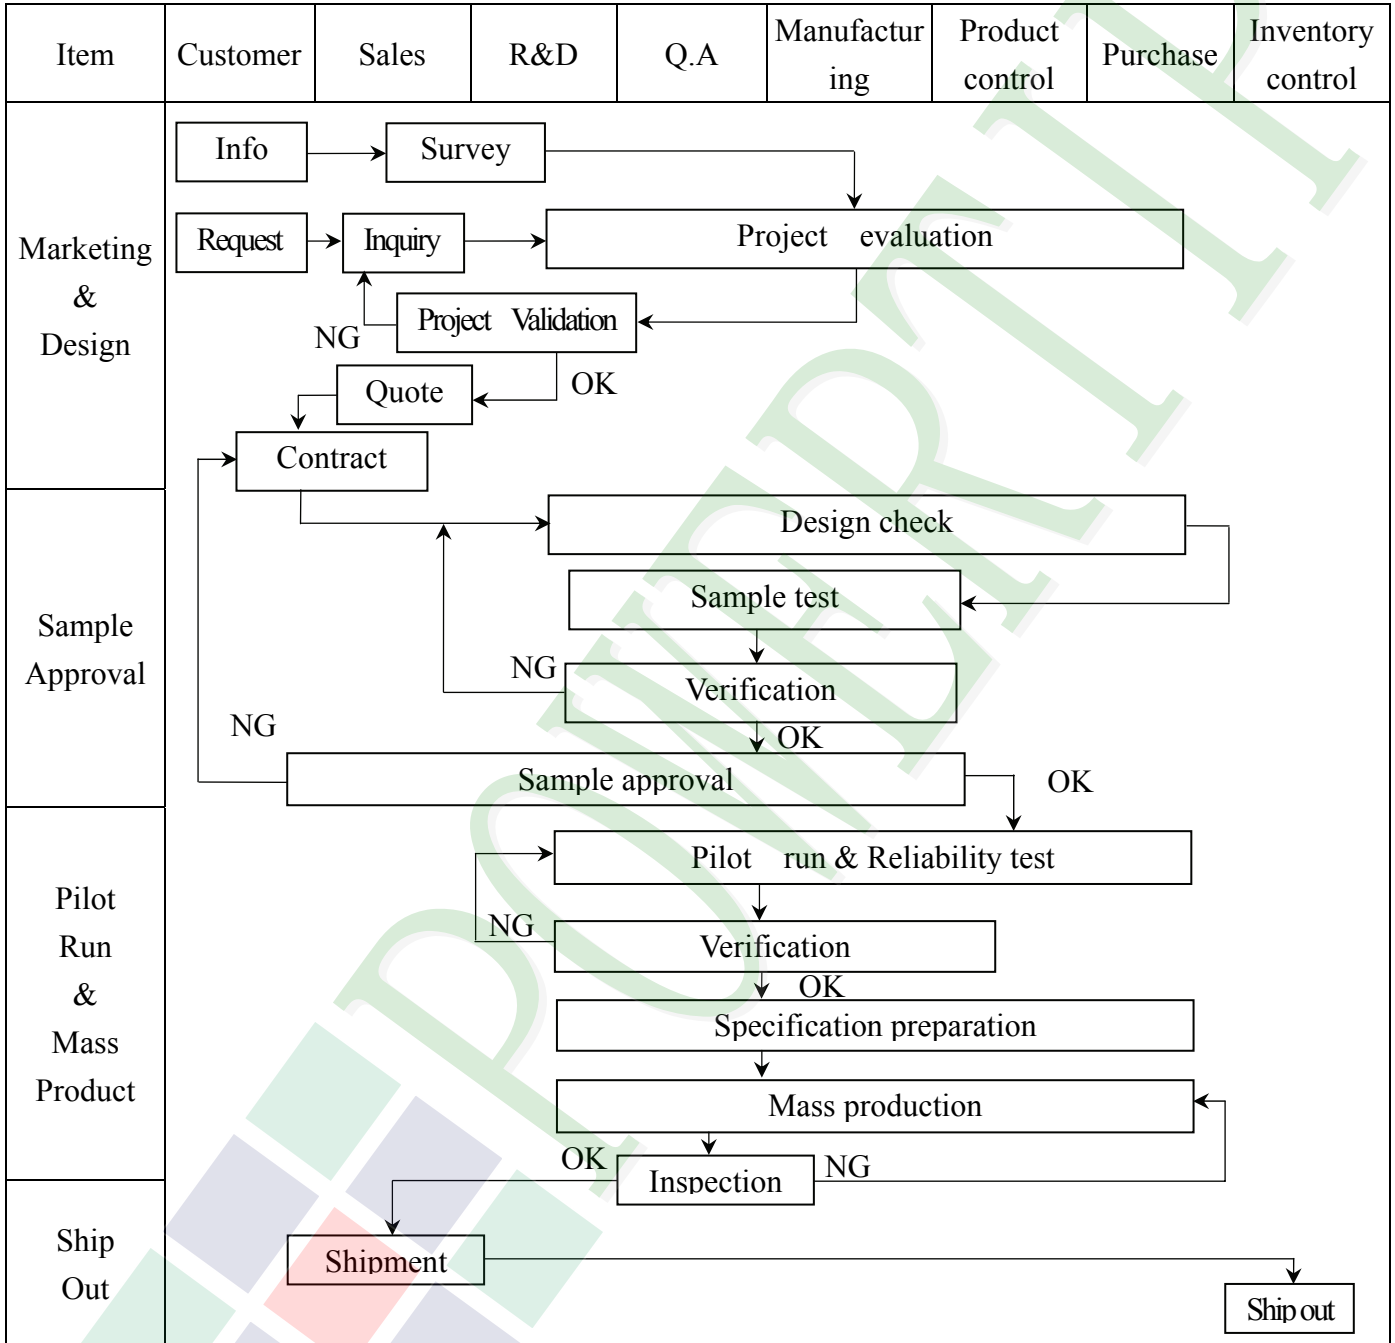 Item
Customer
Sales
R&D
Q.A
Manufactur
ing
Product
control
Purchase
Inventory
control
Marketing
&
Design
Info
Survey
Request
Inquiry
Project evaluation
NG
Project Validation
OK
Quote
Contract
Sample
Approval
Design check
Sample test
NG
Verification
OK
NG
Sample approval
OK
Pilot
Run
&
Mass
Product
Pilot run & Reliability test
NG
Verification
OK
Specification preparation
Mass production
OK
Inspection
NG
Ship
Out
Shipment
Ship out
POWERTIP